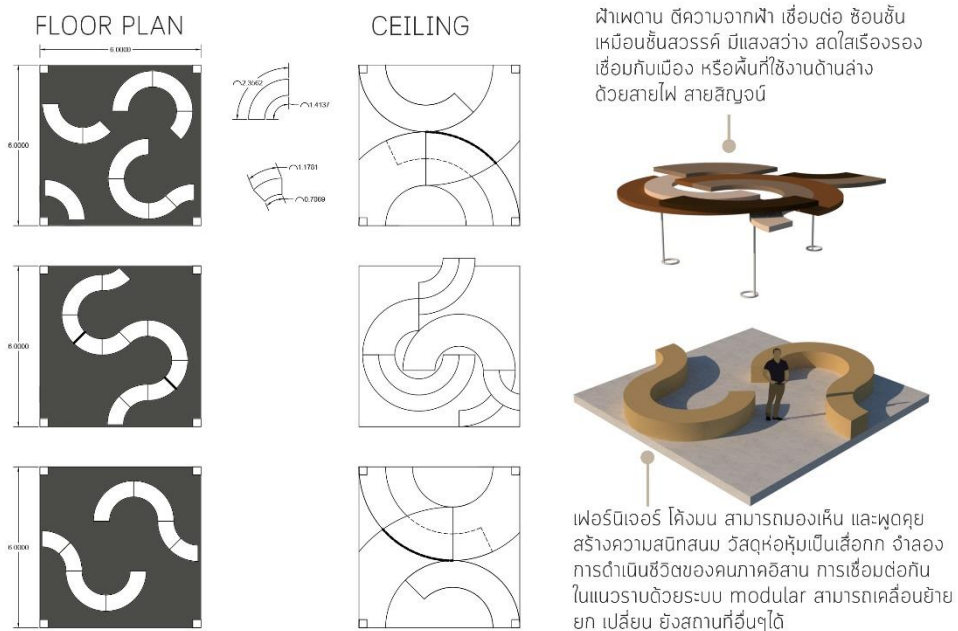 FLOOR PLAN
CEILING
6.0000
6.0000
2.3562
1.4137
1.1781
0.7069
6.0000
6.0000
ฝ้าเพดาน ตีความจากฟ้า เชื่อมต่อ ซ้อนชั้น
เหมือนชั้นสวรรค์ มีแสงสว่าง สดใสเรืองรอง
เชื่อมกับเมือง หรือพื้นที่ใช้งานด้านล่าง
ด้วยสายไฟ สายสิญจน์
เฟอร์นิเจอร์ โค้งมน สามารถมองเห็น และพูดคุย
สร้างความสนิทสนม วัสดุห่อหุ้มเป็นเสื่อกก จำลอง
การดำเนินชีวิตของคนภาคอิสาน การเชื่อมต่อกัน
ในแนวราบด้วยระบบ modular สามารถเคลื่อนย้าย
ยก เปลี่ยน ยังสถานที่อื่นๆได้